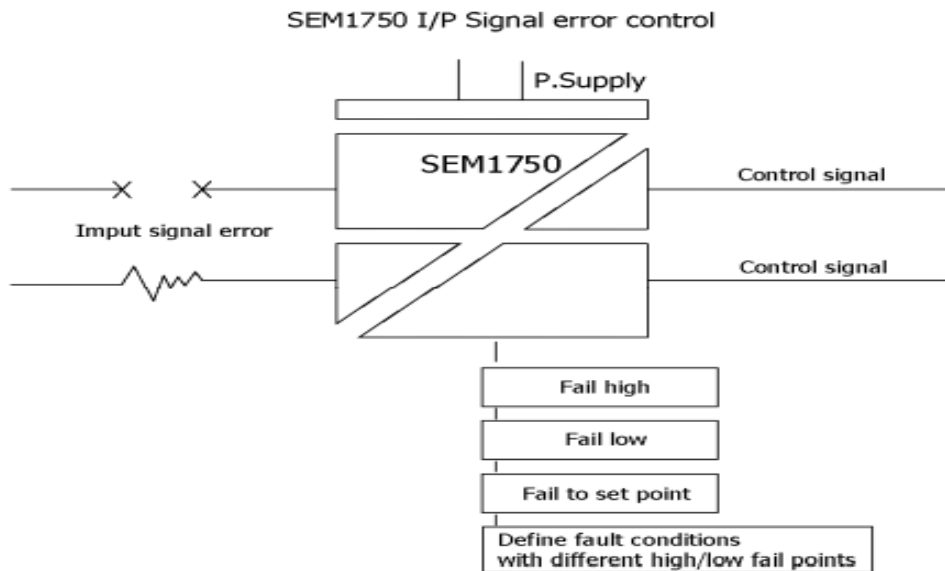 SEM1750 I/P Signal error control
P.Supply
SEM1750
Control signal
Imput signal error
Control signal
Fail high
Fail low
Fail to set point
Define fault conditions
with different high/low fail points